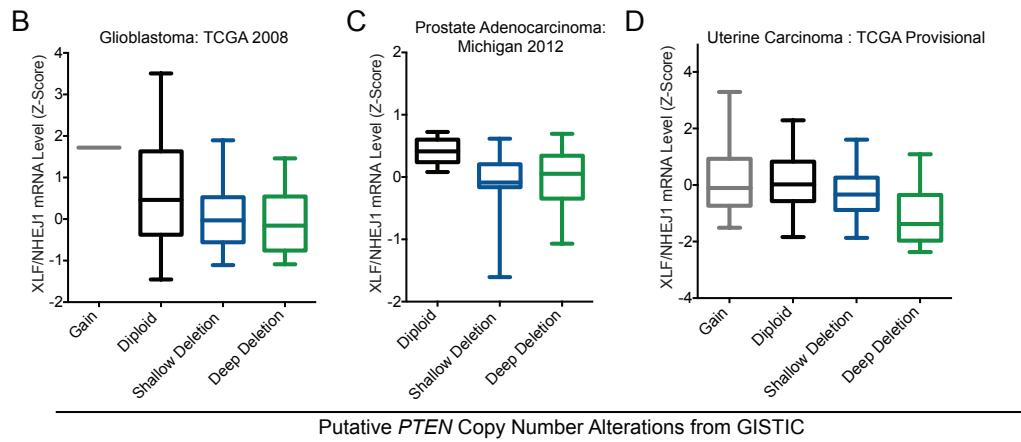 B
Glioblastoma: TCGA 2008
XLF/NHEJ1 mRNA Level (Z-Score)
4
3
2
1
0
-1
-2
Gain
Diploid
Shallow Deletion
Deep Deletion
C
Prostate Adenocarcinoma:
Michigan 2012
XLF/NHEJ1 mRNA Level (Z-Score)
2
1
0
-1
-2
Diploid
Shallow Deletion
Deep Deletion
D
Uterine Carcinoma : TCGA Provisional
XLF/NHEJ1 mRNA Level (Z-Score)
4
2
0
-2
-4
Gain
Diploid
Shallow Deletion
Deep Deletion
Putative PTEN Copy Number Alterations from GISTIC